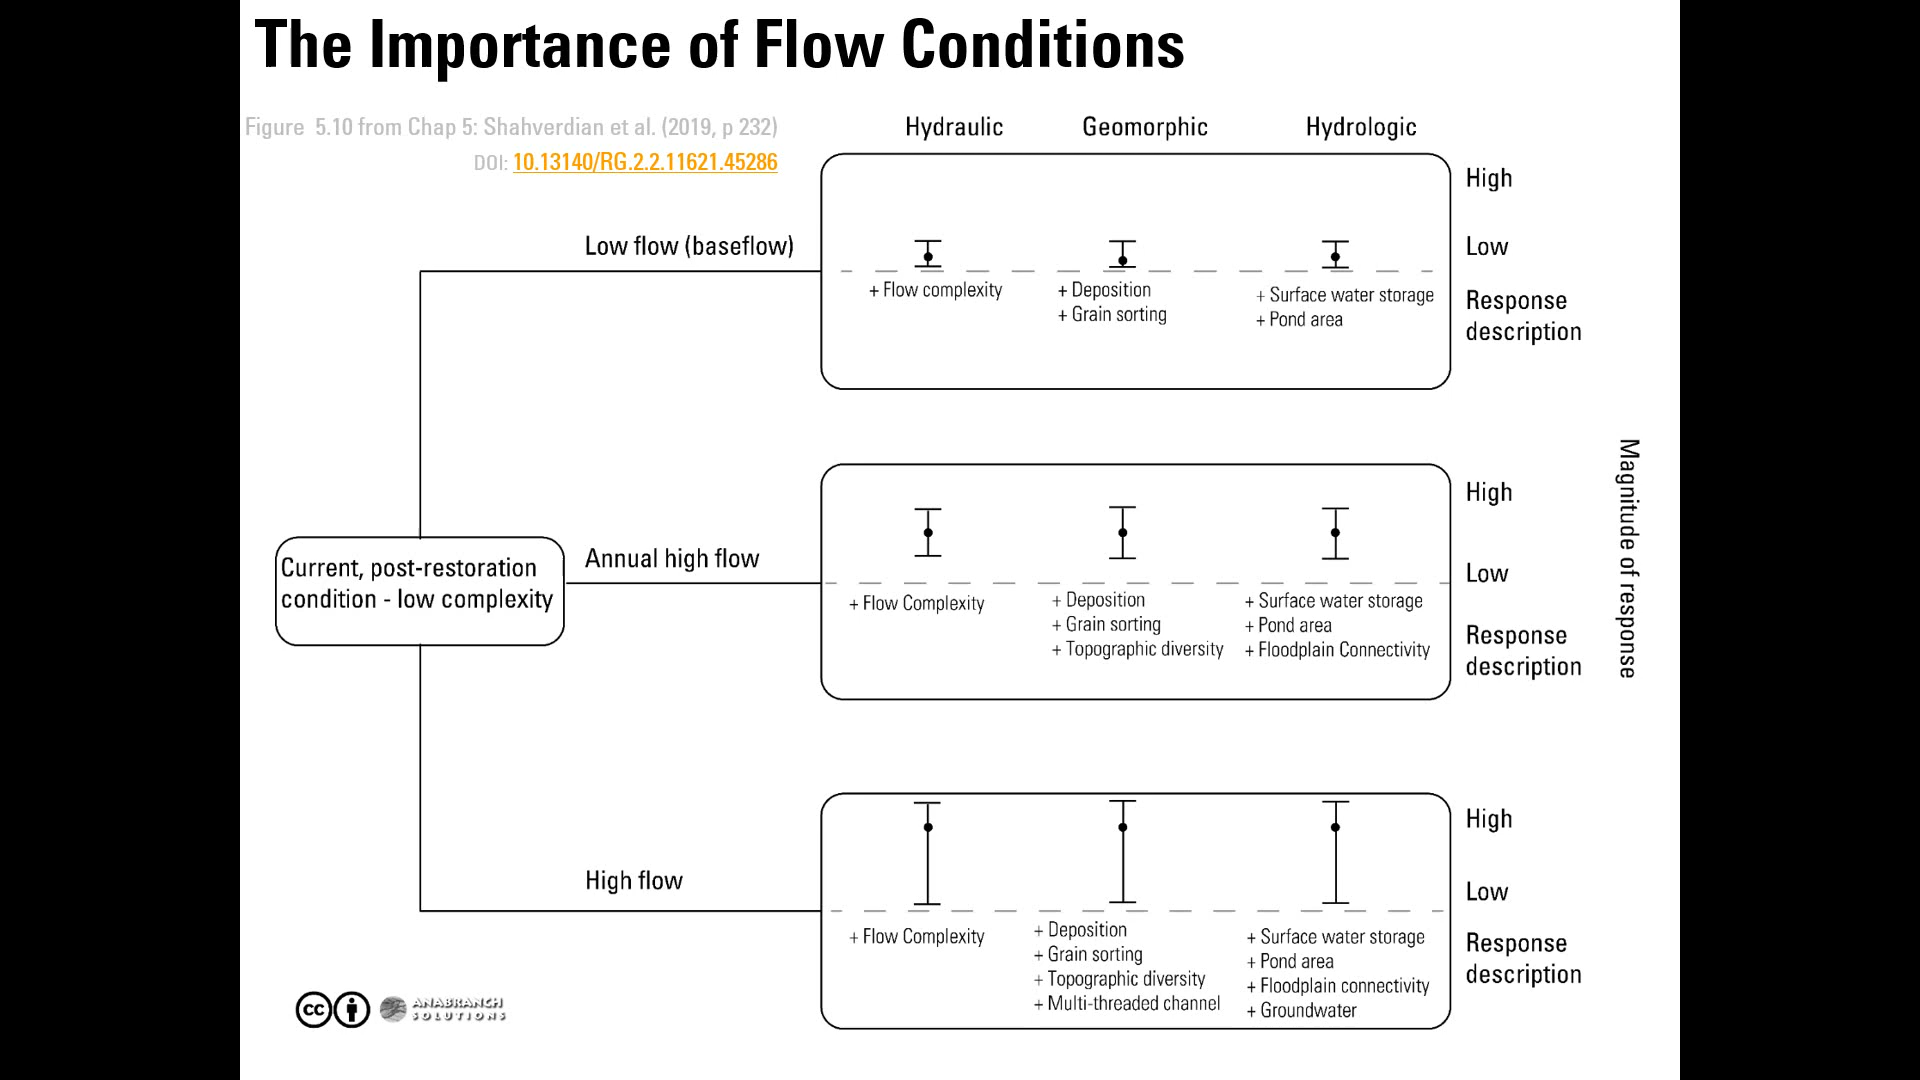 The Importance of Flow Conditions
Figure 5.10 from Chap 5: Shahverdian et al. (2019, p 232)
DOI: 10.13140/RG.2.2.11621.45286
Hydraulic Geomorphic Hydrologic
High
Low flow (baseflow)
Low
+ Flow complexity
+ Deposition
+ Grain sorting
+ Surface water storage
+ Pond area
Response
description
Current, post-restoration
condition - low complexity
Annual high flow
High
Low
+ Flow Complexity
+ Deposition
+ Grain sorting
+ Topographic diversity
+ Surface water storage
+ Pond area
+ Floodplain Connectivity
Response
description
Magnitude of response
High flow
High
Low
+ Flow Complexity
+ Deposition
+ Grain sorting
+ Topographic diversity
+ Multi-threaded channel
+ Surface water storage
+ Pond area
+ Floodplain connectivity
+ Groundwater
Response
description
cc
ANABRANCH
SOLUTIONS